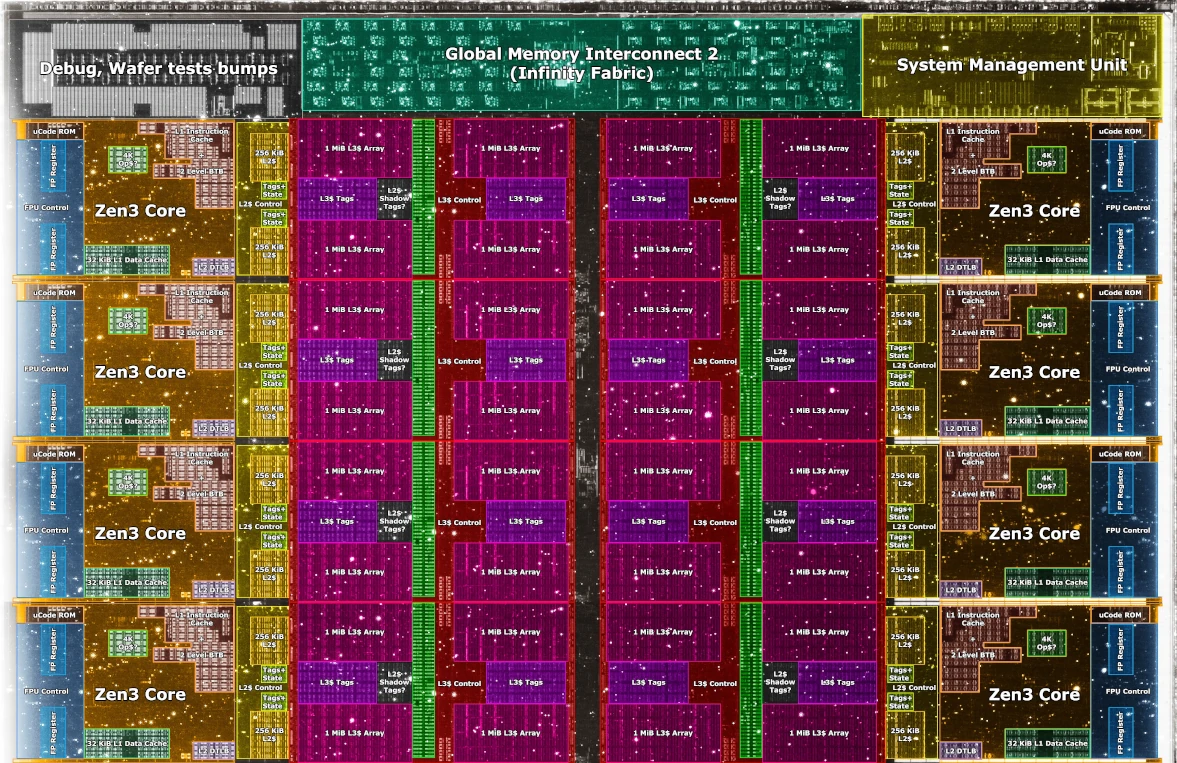 Debug, Wafer tests bumps
Global Memory Interconnect 2
(Infinity Fabric)
System Management Unit
uCode ROM
FP Register
FPU Control
FP Register
4K
Op$?
L1 Instruction
Cache
+
2 Level BTB
Zen3 Core
32 KiB L1 Data Cache
L2 DTLB
256 KiB
L2$
Tags+
State
L2$ Control
Tags+
State
256 KiB
L2$
1 MiB L3$ Array
L3$ Tags
L2$
Shadow
Tags?
1 MiB L3$ Array
1 MiB L3$ Array
L3$ Control
L3$ Tags
1 MiB L3$ Array
1 MiB L3$ Array
L3$ Tags
L3$ Control
1 MiB L3$ Array
1 MiB L3$ Array
L2$
Shadow
Tags?
L3$ Tags
1 MiB L3$ Array
256 KiB
L2$
Tags+
State
L2$ Control
Tags+
State
256 KiB
L2$
L1 Instruction
Cache
+
2 Level BTB
4K
Op$?
Zen3 Core
L2 DTLB
32 KiB L1 Data Cache
uCode ROM
FP Register
FPU Control
FP Register
uCode ROM
FP Register
FPU Control
FP Register
4K
Op$?
L1 Instruction
Cache
+
2 Level BTB
Zen3 Core
32 KiB L1 Data Cache
L2 DTLB
256 KiB
L2$
Tags+
State
L2$ Control
Tags+
State
256 KiB
L2$
1 MiB L3$ Array
L3$ Tags
L2$
Shadow
Tags?
1 MiB L3$ Array
1 MiB L3$ Array
L3$ Control
L3$ Tags
1 MiB L3$ Array
1 MiB L3$ Array
L3$ Tags
L3$ Control
1 MiB L3$ Array
1 MiB L3$ Array
L2$
Shadow
Tags?
L3$ Tags
1 MiB L3$ Array
256 KiB
L2$
Tags+
State
L2$ Control
Tags+
State
256 KiB
L2$
L1 Instruction
Cache
+
2 Level BTB
4K
Op$?
Zen3 Core
L2 DTLB
32 KiB L1 Data Cache
uCode ROM
FP Register
FPU Control
FP Register
uCode ROM
FP Register
FPU Control
FP Register
4K
Op$?
L1 Instruction
Cache
+
2 Level BTB
Zen3 Core
32 KiB L1 Data Cache
L2 DTLB
256 KiB
L2$
Tags+
State
L2$ Control
Tags+
State
256 KiB
L2$
1 MiB L3$ Array
L3$ Tags
L2$
Shadow
Tags?
1 MiB L3$ Array
1 MiB L3$ Array
L3$ Control
L3$ Tags
1 MiB L3$ Array
1 MiB L3$ Array
L3$ Tags
L3$ Control
1 MiB L3$ Array
1 MiB L3$ Array
L2$
Shadow
Tags?
L3$ Tags
1 MiB L3$ Array
256 KiB
L2$
Tags+
State
L2$ Control
Tags+
State
256 KiB
L2$
L1 Instruction
Cache
+
2 Level BTB
4K
Op$?
Zen3 Core
L2 DTLB
32 KiB L1 Data Cache
uCode ROM
FP Register
FPU Control
FP Register
uCode ROM
FP Register
FPU Control
FP Register
4K
Op$?
L1 Instruction
Cache
+
2 Level BTB
Zen3 Core
32 KiB L1 Data Cache
L2 DTLB
256 KiB
L2$
Tags+
State
L2$ Control
Tags+
State
256 KiB
L2$
1 MiB L3$ Array
L3$ Tags
L2$
Shadow
Tags?
1 MiB L3$ Array
1 MiB L3$ Array
L3$ Control
L3$ Tags
1 MiB L3$ Array
1 MiB L3$ Array
L3$ Tags
L3$ Control
1 MiB L3$ Array
1 MiB L3$ Array
L2$
Shadow
Tags?
L3$ Tags
1 MiB L3$ Array
256 KiB
L2$
Tags+
State
L2$ Control
Tags+
State
256 KiB
L2$
L1 Instruction
Cache
+
2 Level BTB
4K
Op$?
Zen3 Core
L2 DTLB
32 KiB L1 Data Cache
uCode ROM
FP Register
FPU Control
FP Register